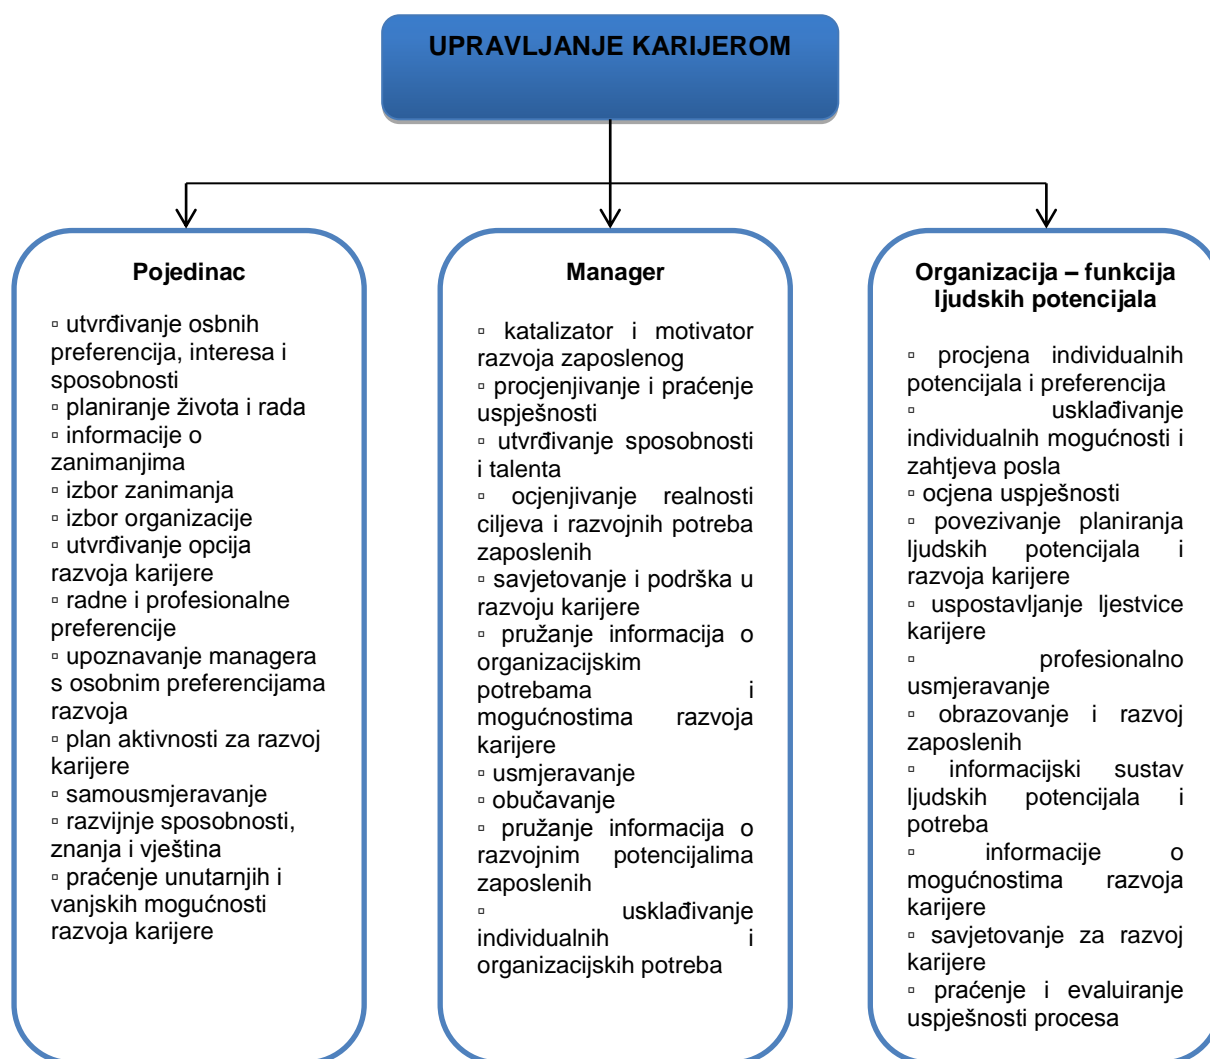 UPRAVLJANJE KARIJEROM
Pojedinac
▫ utvrđivanje osbnih
preferencija, interesa i
sposobnosti
▫ planiranje života i rada
▫ informacije o
zanimanjima
▫ izbor zanimanja
▫ izbor organizacije
▫ utvrđivanje opcija
razvoja karijere
▫ radne i profesionalne
preferencije
▫ upoznavanje managera
s osobnim preferencijama
razvoja
▫ plan aktivnosti za razvoj
karijere
▫ samousmjeravanje
▫ razvijnje sposobnosti,
znanja i vještina
▫ praćenje unutarnjih i
vanjskih mogućnosti
razvoja karijere
Manager
▫ katalizator i motivator
razvoja zaposlenog
▫ procjenjivanje i praćenje
uspješnosti
▫ utvrđivanje sposobnosti
i talenta
▫ ocjenjivanje realnosti
ciljeva i razvojnih potreba
zaposlenih
▫ savjetovanje i podrška u
razvoju karijere
▫ pružanje informacija o
organizacijskim
potrebama i
mogućnostima razvoja
karijere
▫ usmjeravanje
▫ obučavanje
▫ pružanje informacija o
razvojnim potencijalima
zaposlenih
▫ usklađivanje
individualnih i
organizacijskih potreba
Organizacija – funkcija
ljudskih potencijala
▫ procjena individualnih
potencijala i preferencija
▫ usklađivanje
individualnih mogućnosti i
zahtjeva posla
▫ ocjena uspješnosti
▫ povezivanje planiranja
ljudskih potencijala i
razvoja karijere
▫ uspostavljanje ljestvice
karijere
▫ profesionalno
usmjeravanje
▫ obrazovanje i razvoj
zaposlenih
▫ informacijski sustav
ljudskih potencijala i
potreba
▫ informacije o
mogućnostima razvoja
karijere
▫ savjetovanje za razvoj
karijere
▫ praćenje i evaluiranje
uspješnosti procesa